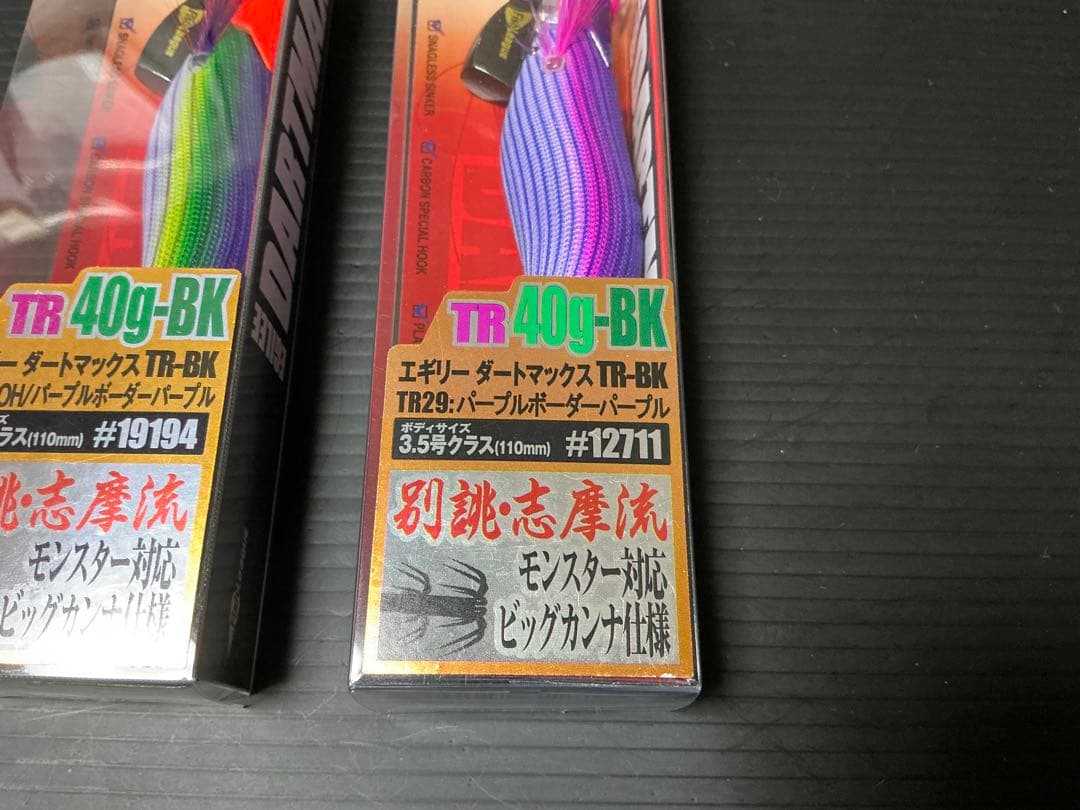 DARTMA
TR 40g-BK
ー ダートマックス TR-BK
OH/パープルボーダーパープル
ラス(110mm) #19194
・志摩流
モンスター対応
ビッグカンナ仕様
SNAGLESS SINKER
CARBON SPECIAL HOOK
TR 40g-BK
エギリー ダートマックス TR-BK
TR29:パープルボーダーパープル
ボディサイズ
3.5号クラス(110mm) #12711
別誂・志摩流
モンスター対応
ビッグカンナ仕様